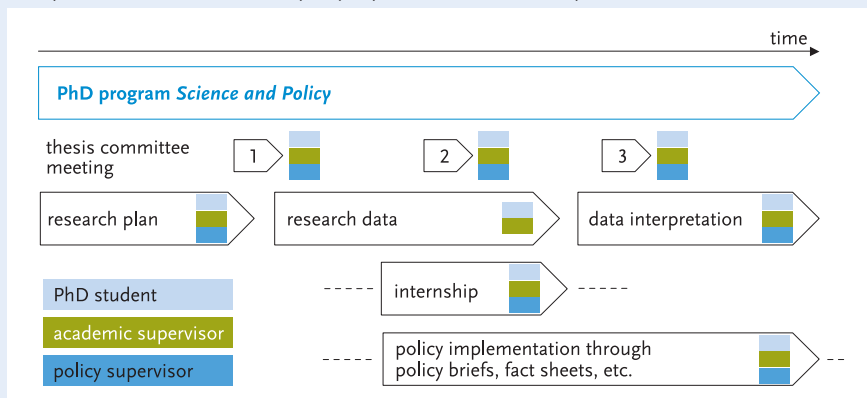 time
PhD program Science and Policy
thesis committee
meeting
1
2
3
research plan
research data
data interpretation
PhD student
academic supervisor
policy supervisor
internship
policy implementation through
policy briefs, fact sheets, etc.